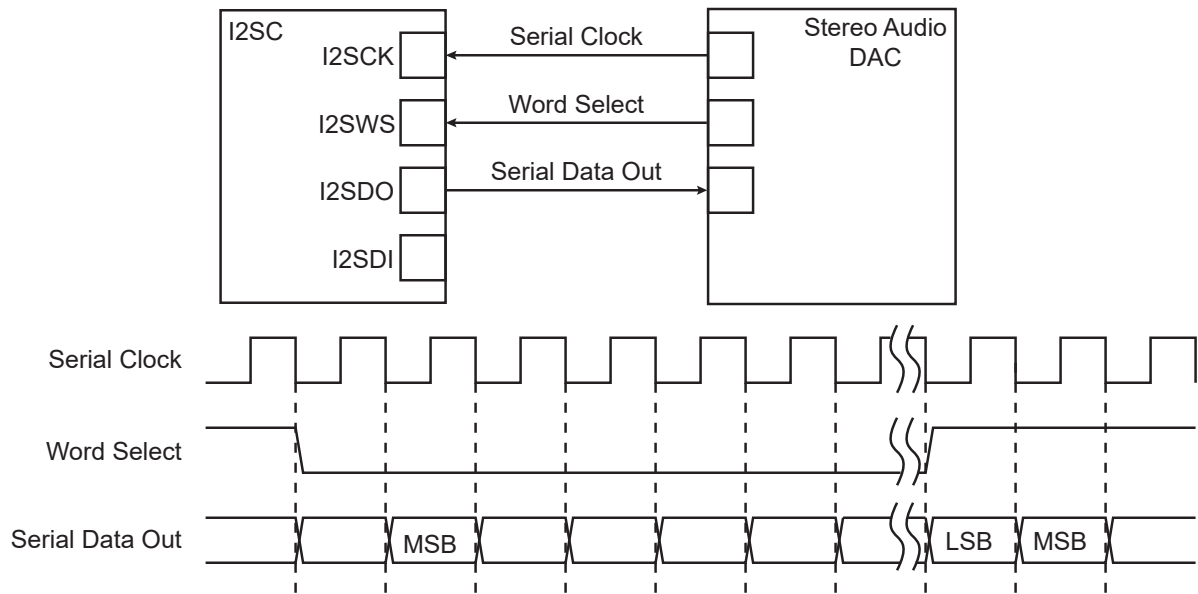 I2SC
Stereo Audio
DAC
I2SCK
Serial Clock
I2SWS
Word Select
I2SDO
Serial Data Out
I2SDI
Serial Clock
Word Select
Serial Data Out
MSB
LSB
MSB